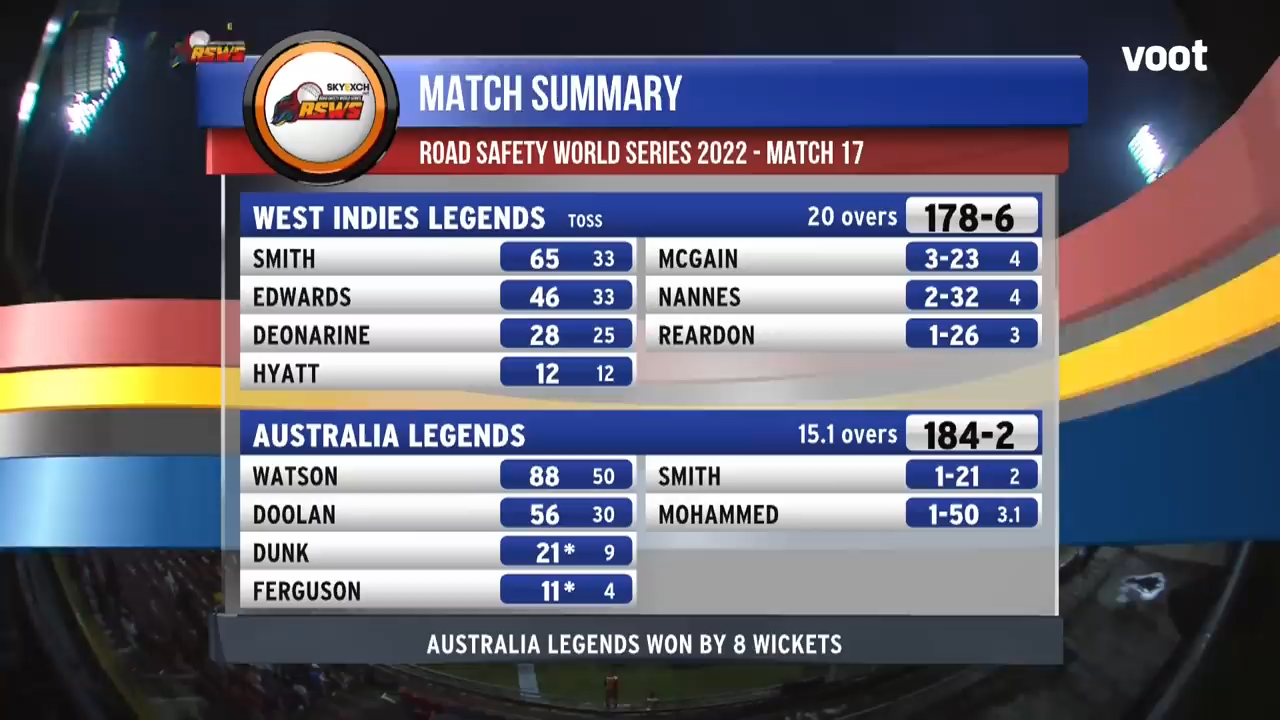 RSWS
voot
SKYEXCH
RSWS
MATCH SUMMARY
ROAD SAFETY WORLD SERIES 2022 - MATCH 17
WEST INDIES LEGENDS TOSS 20 overs 178-6
SMITH 65 33 MCGAIN 3-23 4
EDWARDS 46 33 NANNES 2-32 4
DEONARINE 28 25 REARDON 1-26 3
HYATT 12 12
AUSTRALIA LEGENDS 15.1 overs 184-2
WATSON 88 50 SMITH 1-21 2
DOOLAN 56 30 MOHAMMED 1-50 3.1
DUNK 21* 9
FERGUSON 11* 4
AUSTRALIA LEGENDS WON BY 8 WICKETS